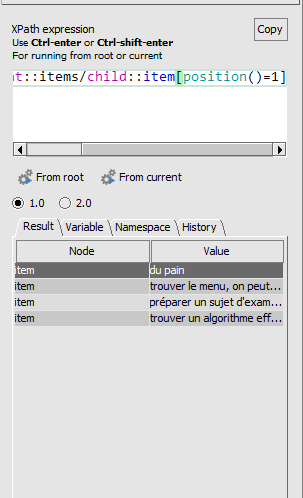 XPath expression
Copy
Use Ctrl-enter or Ctrl-shift-enter
For running from root or current
t::items/child::item[position()=1]
From root From current
1.0 2.0
Result Variable Namespace History
Node Value
item du pain
item trouver le menu, on peut...
item préparer un sujet d'exam...
item trouver un algorithme eff...